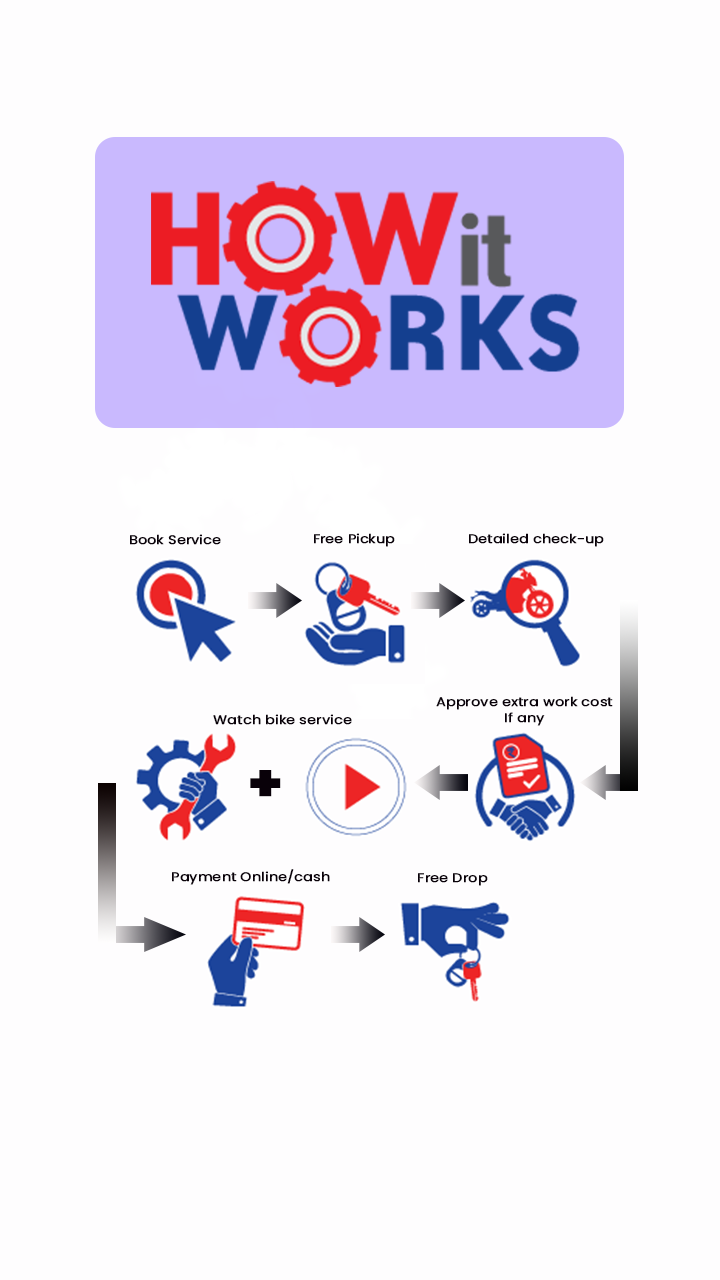 HOW it
WORKS
Book Service
Free Pickup
Detailed check-up
Approve extra work cost
If any
Watch bike service
Payment Online/cash
Free Drop